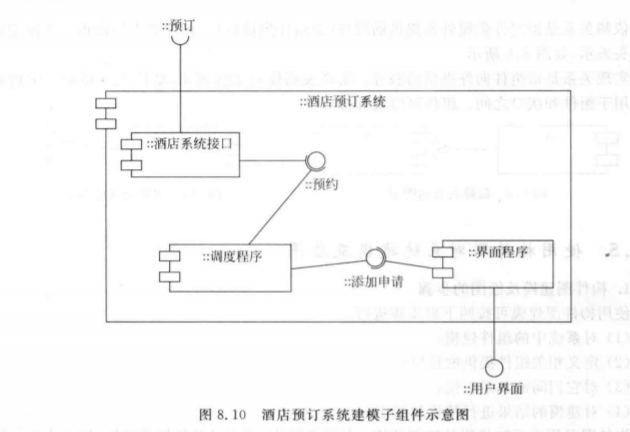 ::预订
::酒店预订系统
::酒店系统接口
::预约
::调度程序
::界面程序
::添加申请
::用户界面
图 8.10 酒店预订系统建模子组件示意图